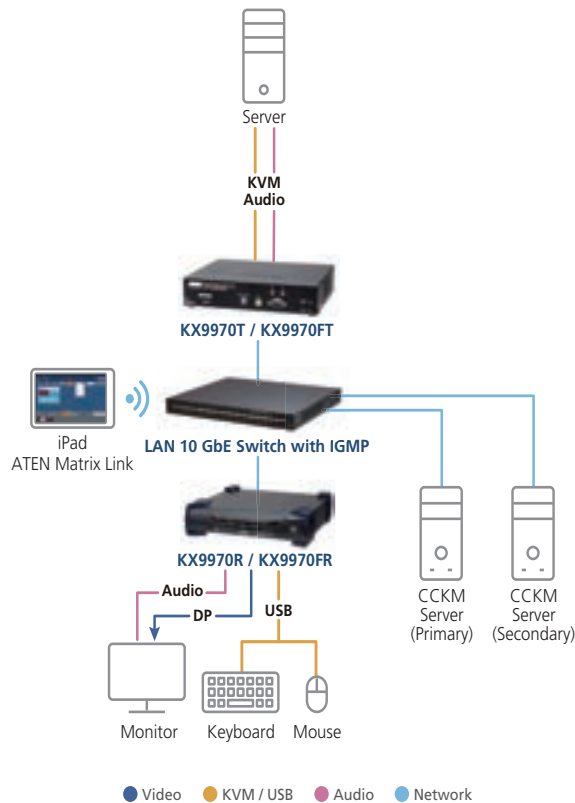 Server
KVM
Audio
KX9970T / KX9970FT
iPad
ATEN Matrix Link
LAN 10 GbE Switch with IGMP
KX9970R / KX9970FR
Audio
DP
USB
CCKM
Server
(Primary)
CCKM
Server
(Secondary)
Monitor
Keyboard
Mouse
Video
KVM / USB
Audio
Network